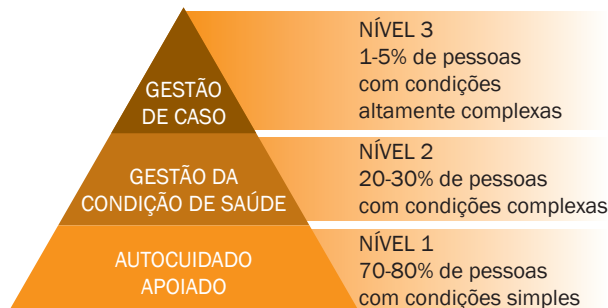 GESTÃO
DE CASO
NÍVEL 3
1-5% de pessoas
com condições
altamente complexas
GESTÃO DA
CONDIÇÃO DE SAÚDE
NÍVEL 2
20-30% de pessoas
com condições complexas
AUTOCUIDADO
APOIADO
NÍVEL 1
70-80% de pessoas
com condições simples